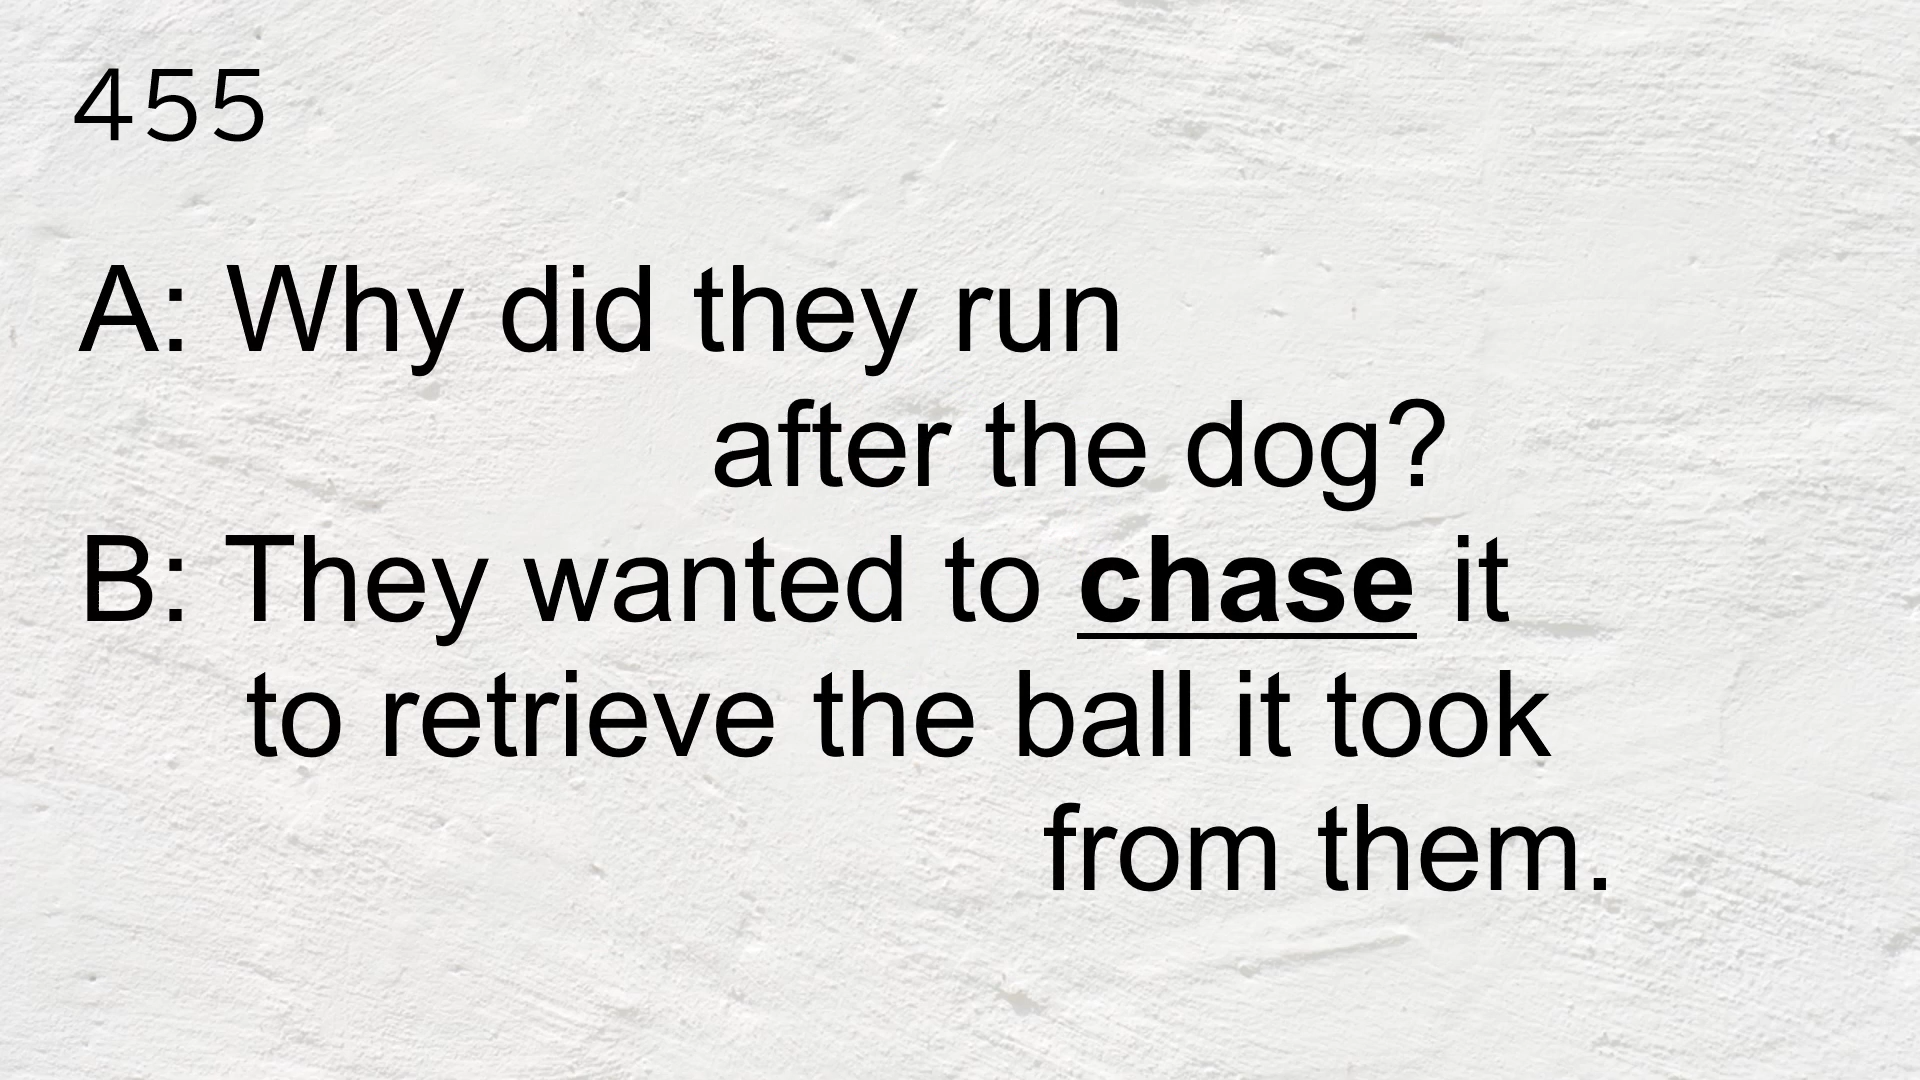 455
A: Why did they run
after the dog?
B: They wanted to chase it
to retrieve the ball it took
from them.